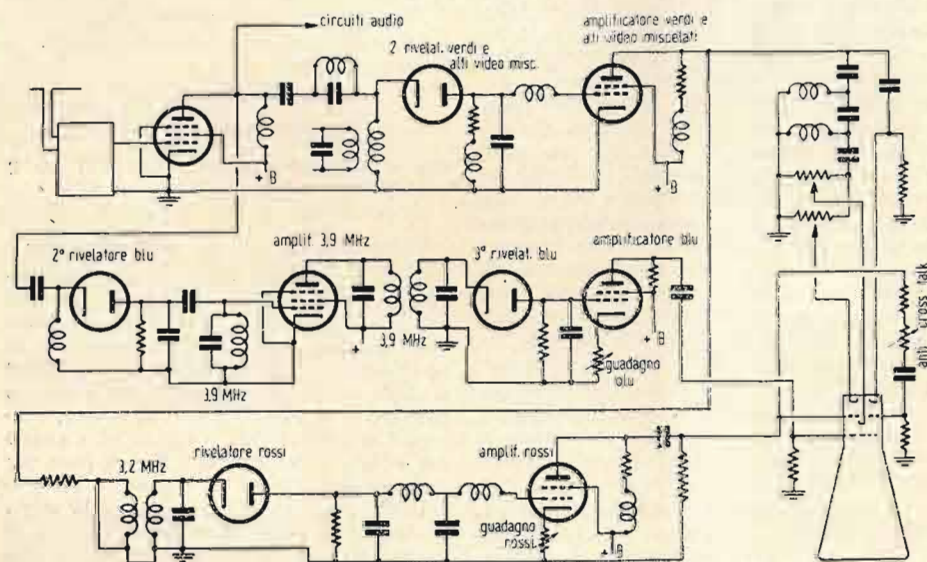 circuiti audio
2 rivelat. verdi e
alti video misc.
amplificatore verdi e
alti video miscelati
+ B
+ B
2° rivelatore blu
amplif. 3,9 MHz
3° rivelat. blu
amplificatore blu
anti cross talk
3,9 MHz
+
+ B
guadagno
blu
3,9 MHz
3,2 MHz
rivelatore rossi
amplif. rossi
guadagno
rossi
+ B